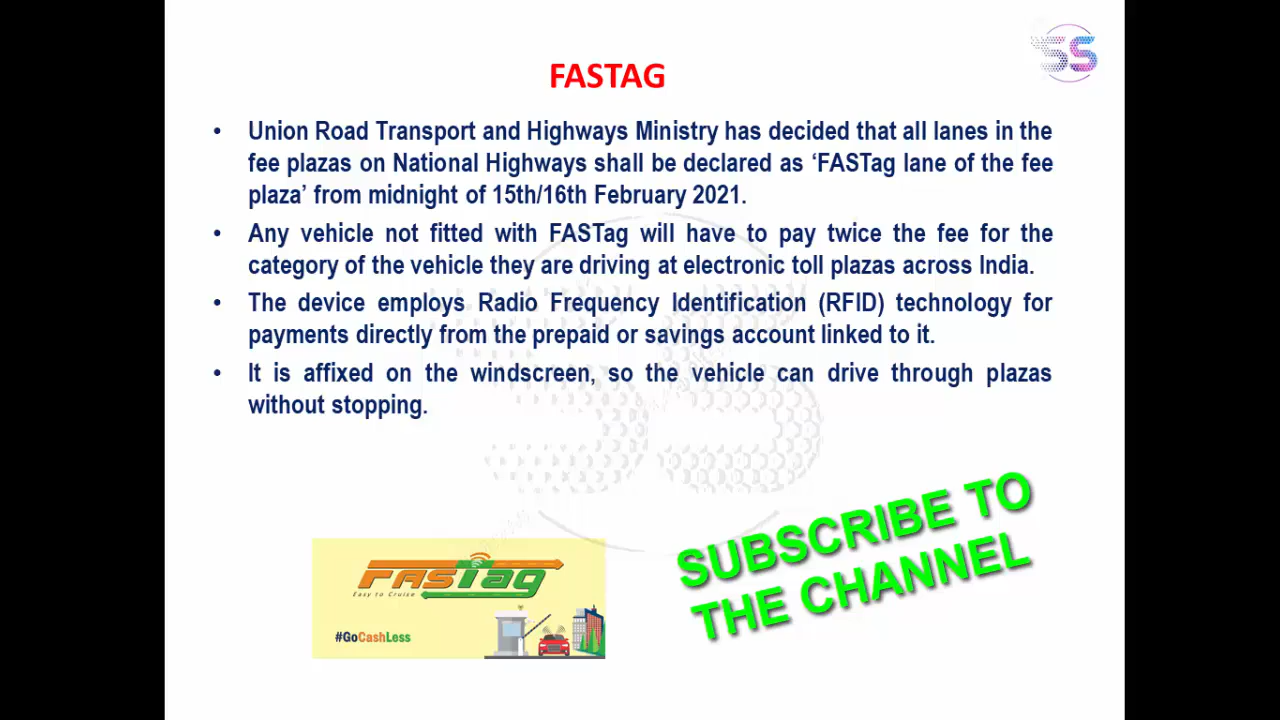 SS
FASTAG
• Union Road Transport and Highways Ministry has decided that all lanes in the
fee plazas on National Highways shall be declared as ‘FASTag lane of the fee
plaza’ from midnight of 15th/16th February 2021.
• Any vehicle not fitted with FASTag will have to pay twice the fee for the
category of the vehicle they are driving at electronic toll plazas across India.
• The device employs Radio Frequency Identification (RFID) technology for
payments directly from the prepaid or savings account linked to it.
• It is affixed on the windscreen, so the vehicle can drive through plazas
without stopping.
FASTag
Easy to Cruise
#GoCashLess
SUBSCRIBE TO
THE CHANNEL